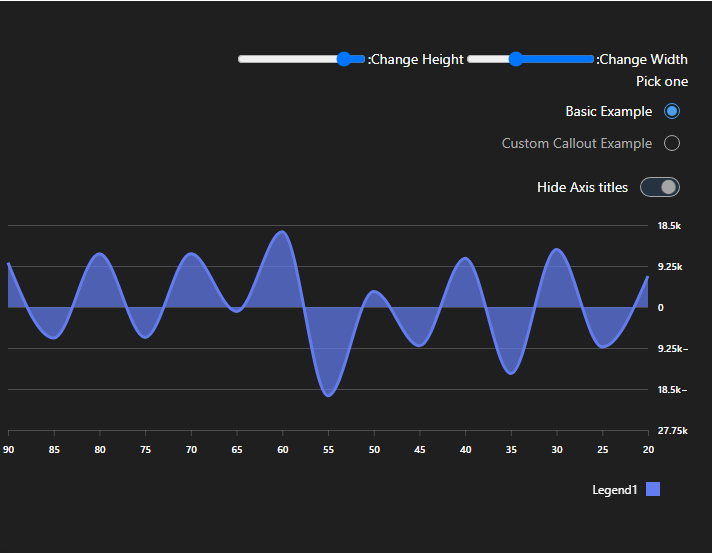 :Change Height :Change Width
Pick one
Basic Example
Custom Callout Example
Hide Axis titles
18.5k
9.25k
0
9.25k−
18.5k−
27.75k
90 85 80 75 70 65 60 55 50 45 40 35 30 25 20
Legend1